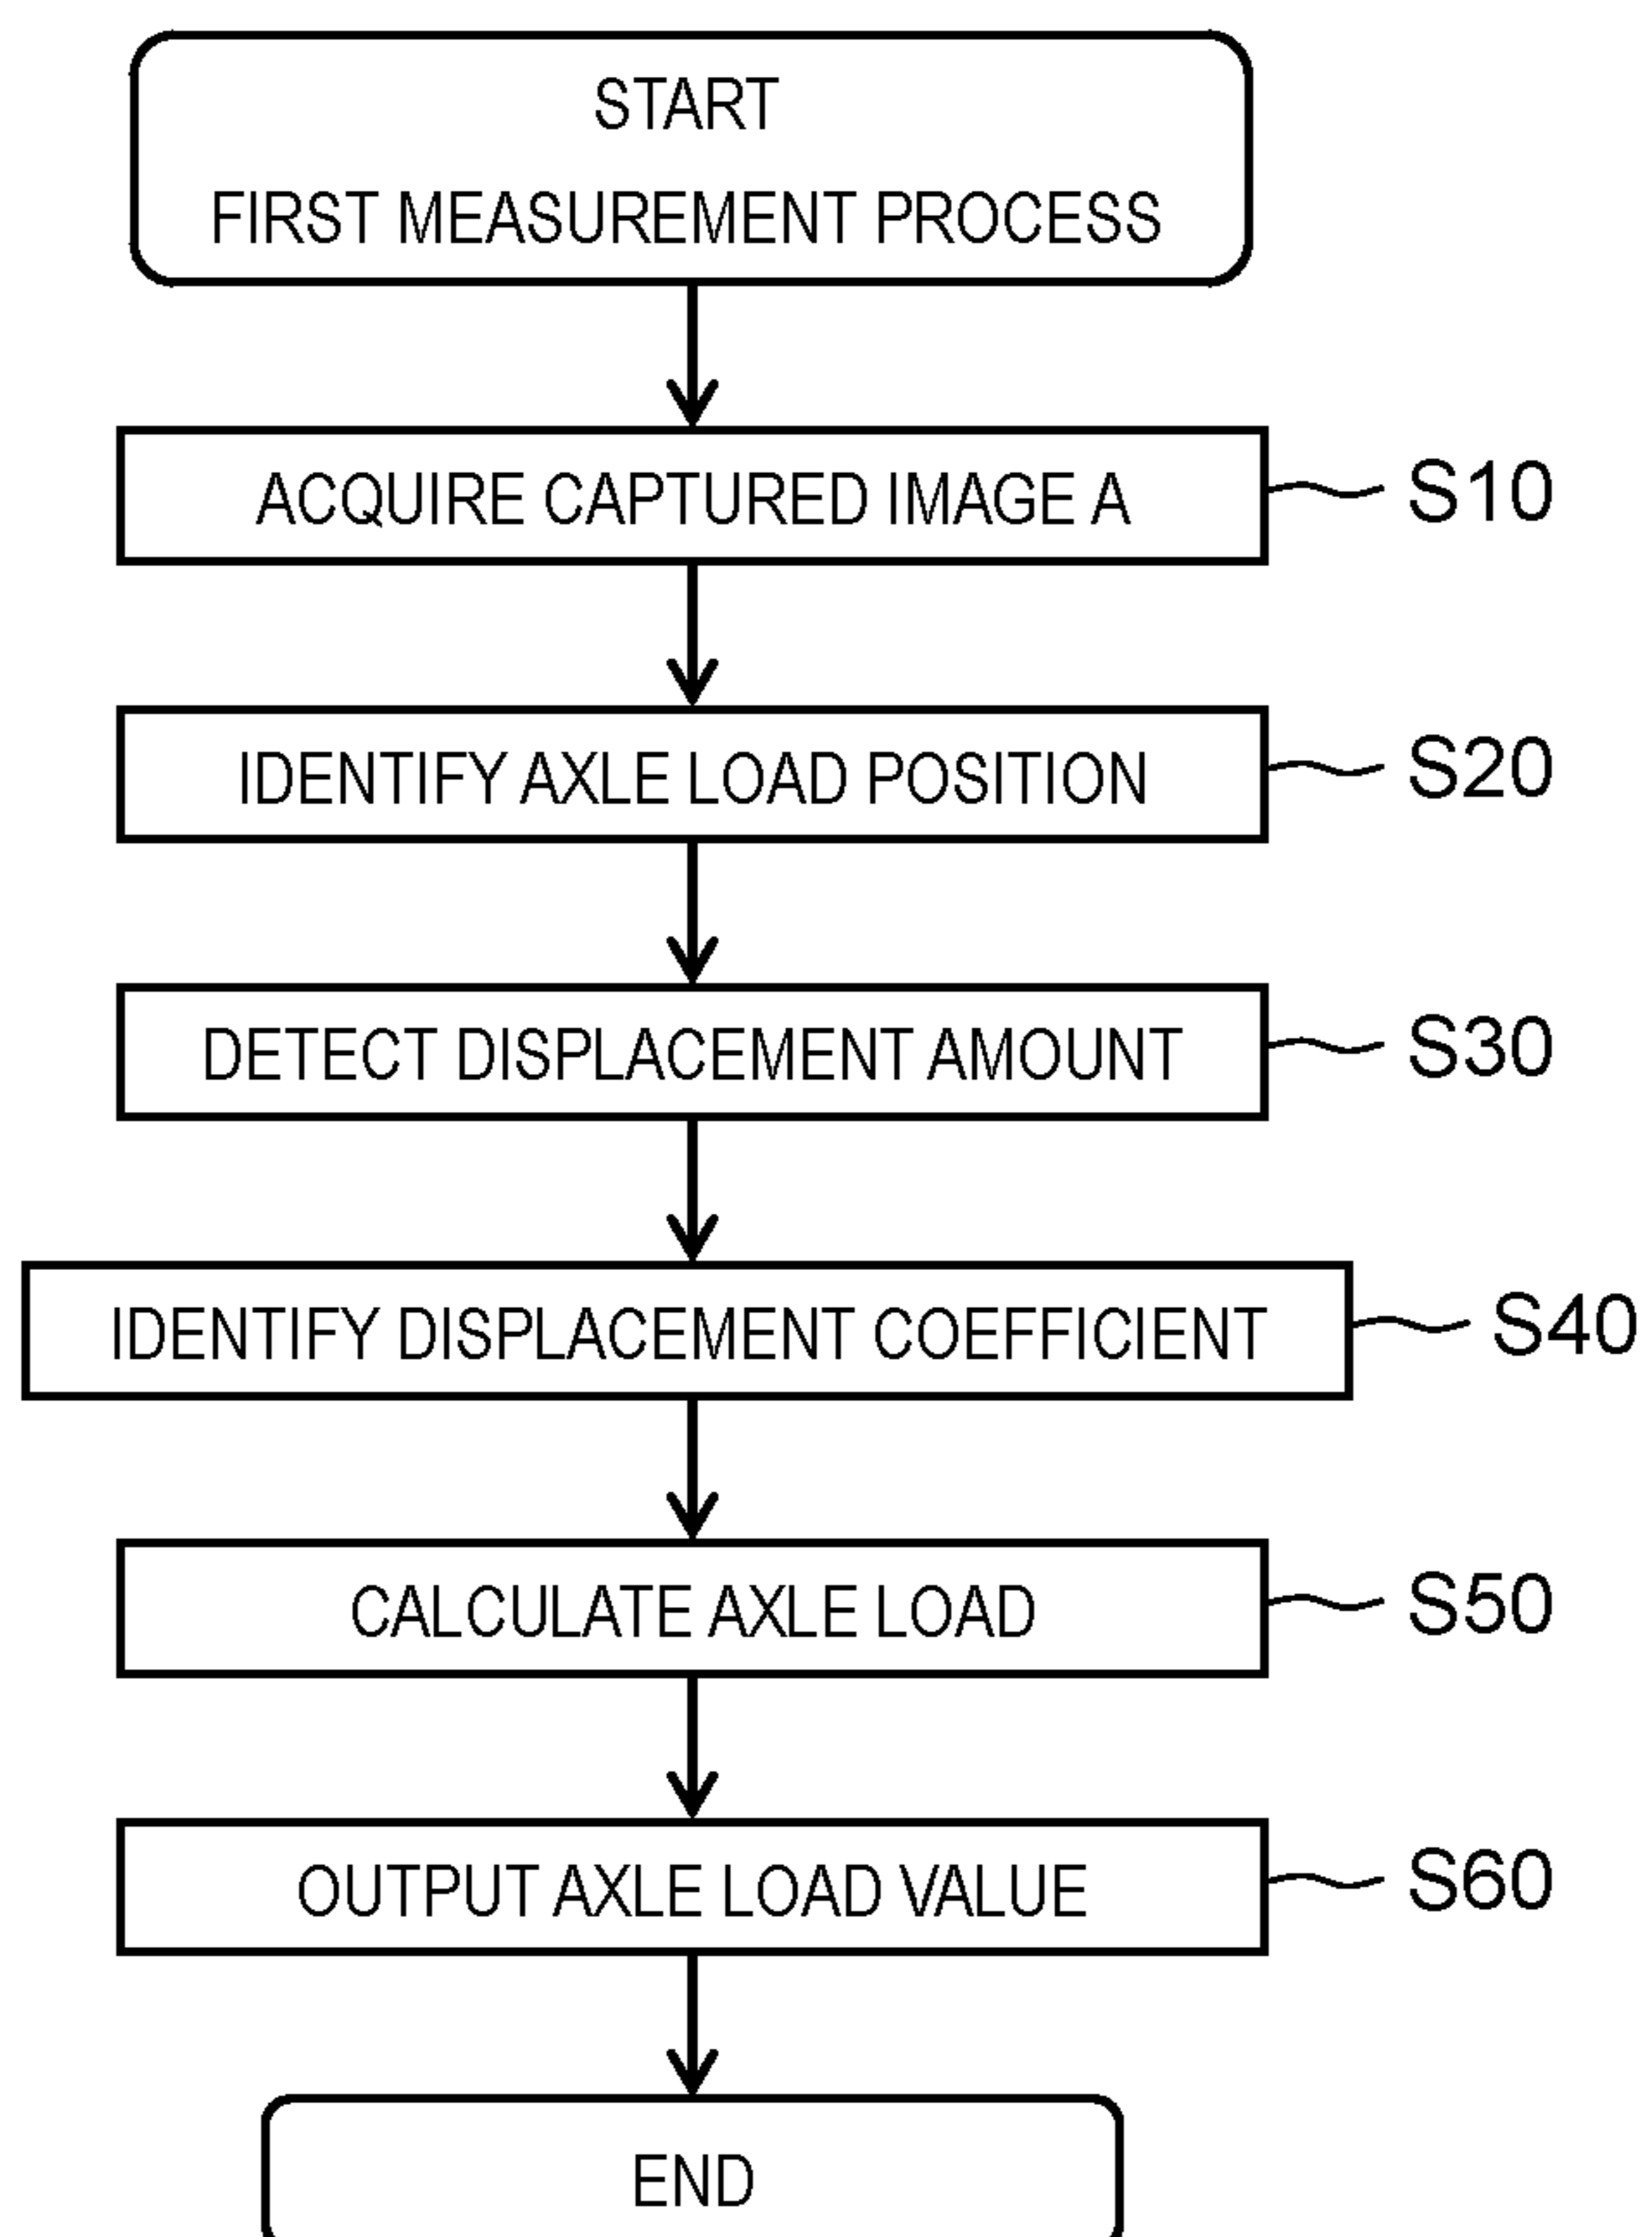 START
FIRST MEASUREMENT PROCESS
ACQUIRE CAPTURED IMAGE A
S10
IDENTIFY AXLE LOAD POSITION
S20
DETECT DISPLACEMENT AMOUNT
S30
IDENTIFY DISPLACEMENT COEFFICIENT
S40
CALCULATE AXLE LOAD
S50
OUTPUT AXLE LOAD VALUE
S60
END